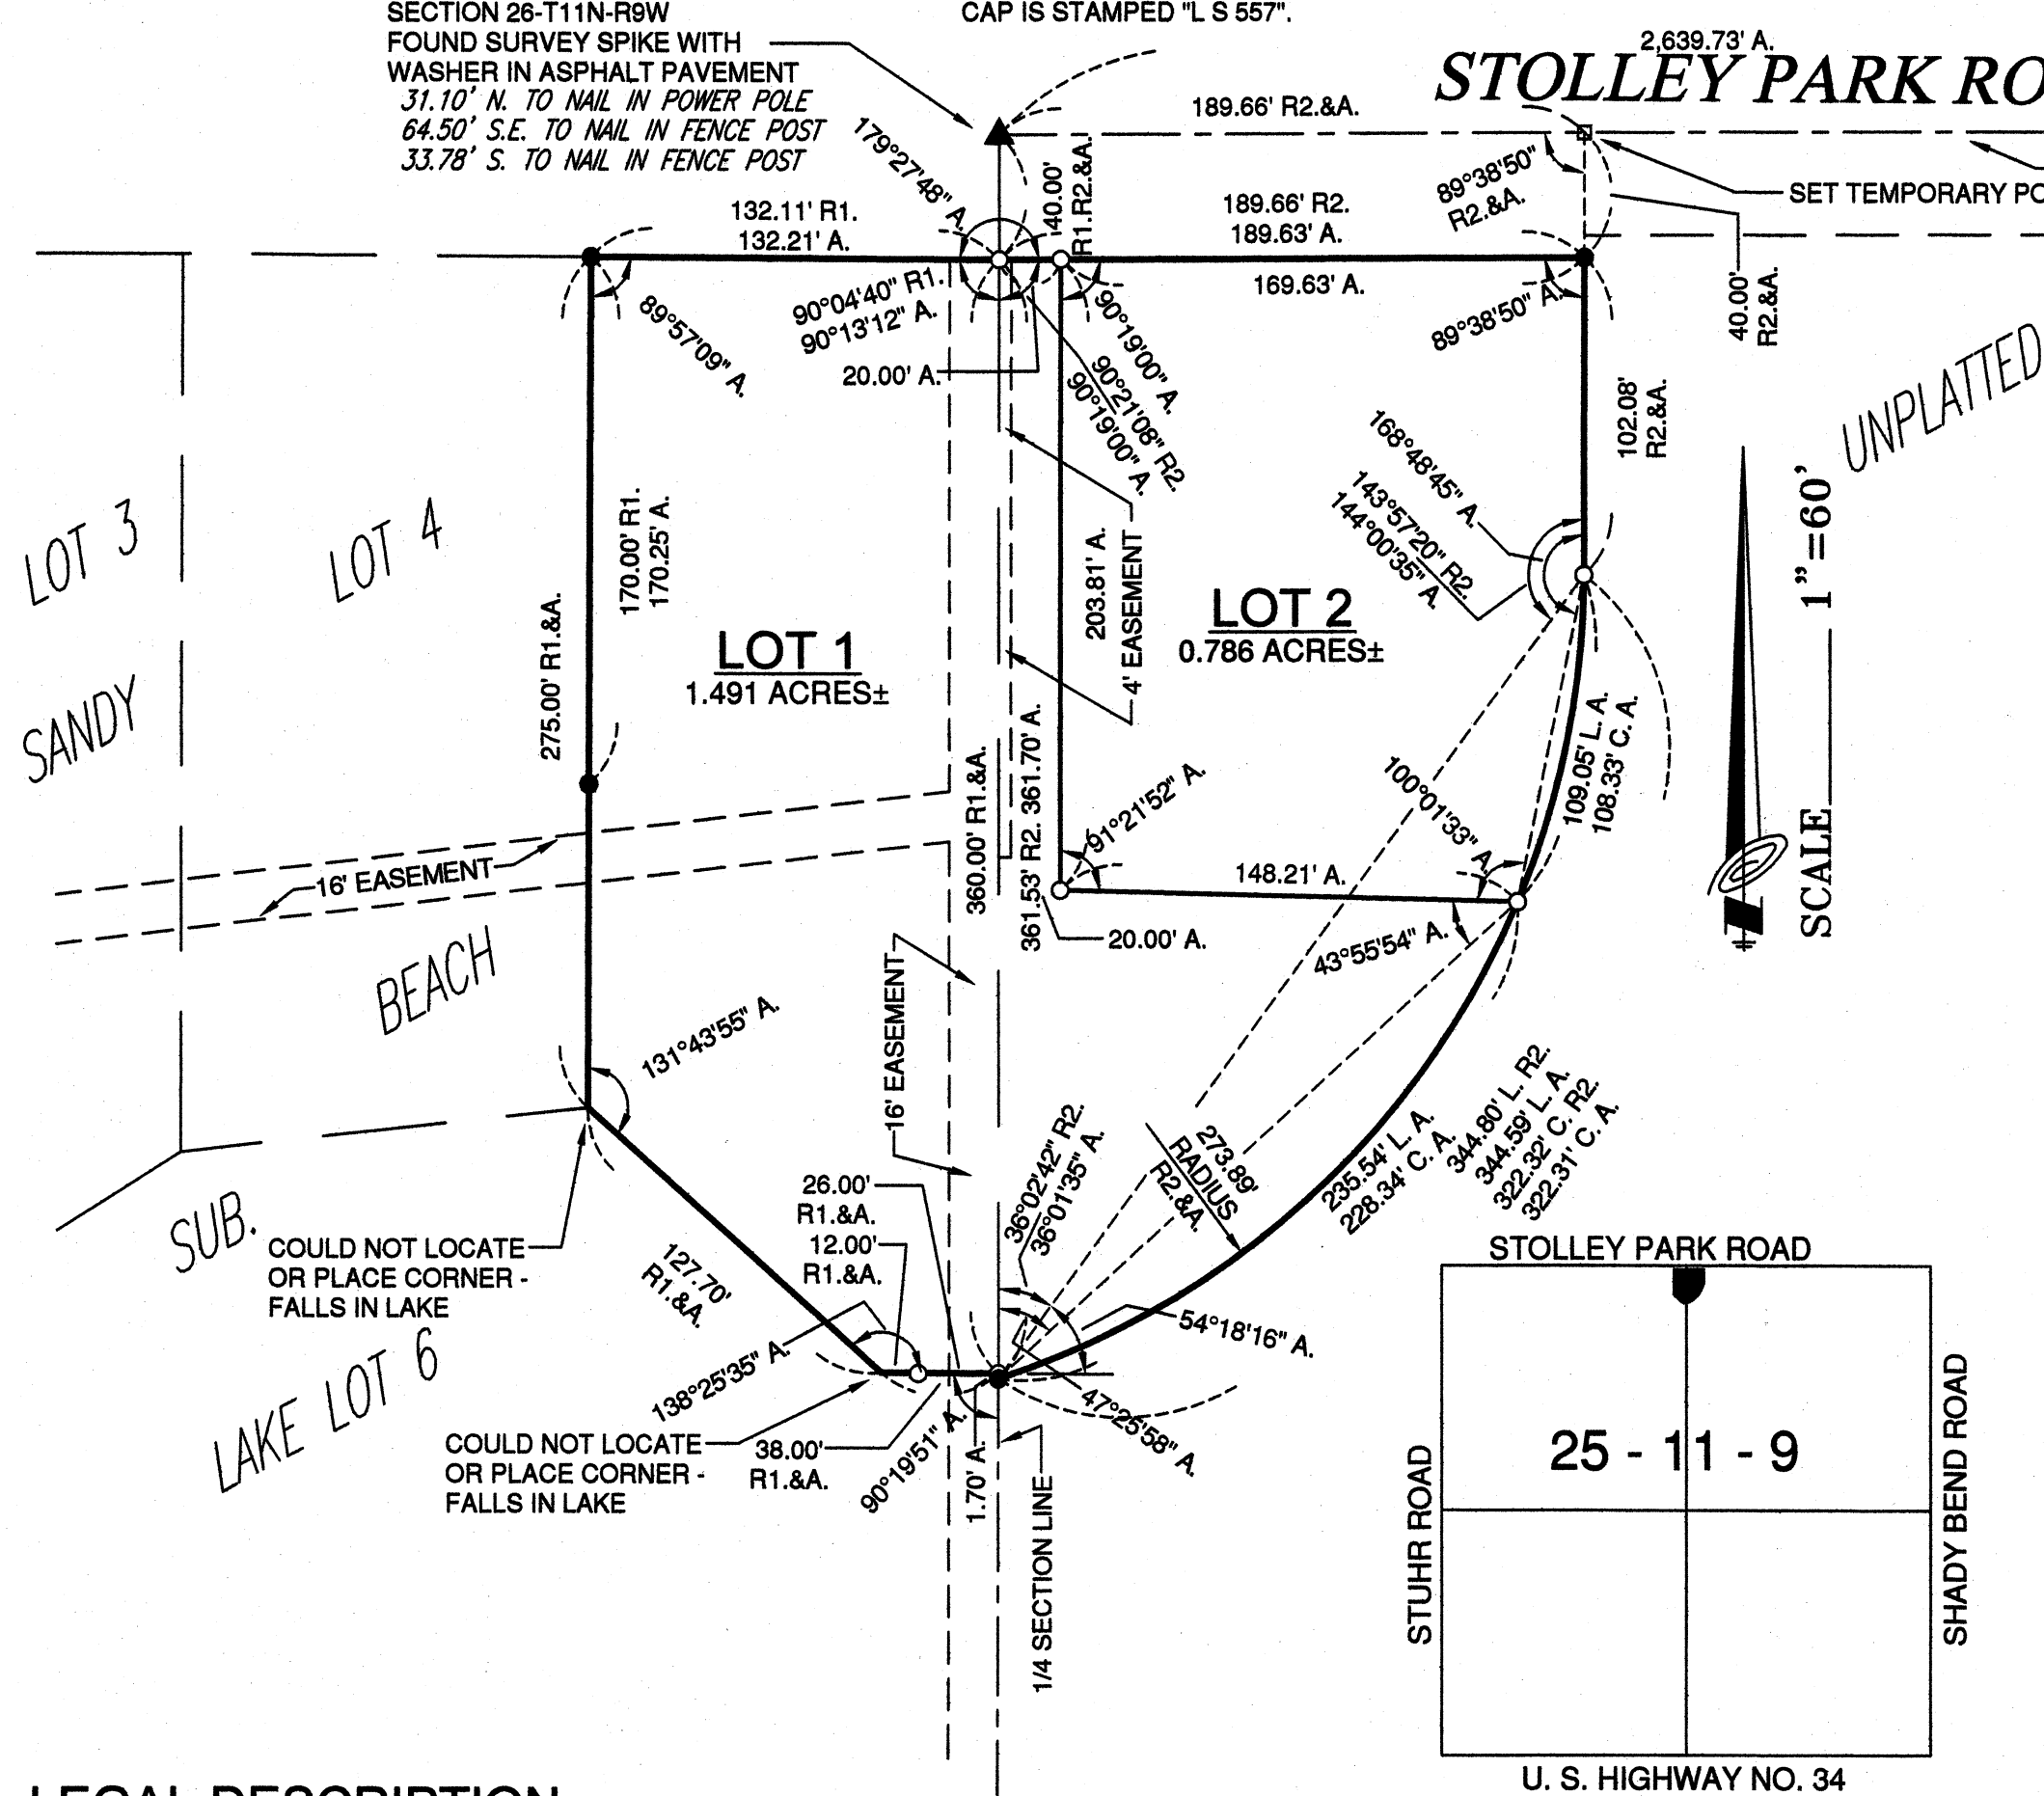 SECTION 26-T11N-R9W
FOUND SURVEY SPIKE WITH
WASHER IN ASPHALT PAVEMENT
31.10' N. TO NAIL IN POWER POLE
64.50' S.E. TO NAIL IN FENCE POST
33.78' S. TO NAIL IN FENCE POST
CAP IS STAMPED "L S 557".
2,639.73' A.
STOLLEY PARK RO
189.66' R2.&A.
SET TEMPORARY PO
179°27'48" A.
40.00'
R1.R2.&A.
89°38'50"
R2.&A.
132.11' R1.
132.21' A.
189.66' R2.
189.63' A.
169.63' A.
40.00'
R2.&A.
89°57'09" A.
90°04'40" R1.
90°13'12" A.
20.00' A.
90°19'00" A.
90°21'08" R2.
90°19'00" A.
89°38'50" A.
102.08'
R2.&A.
UNPLATTED
LOT 3
LOT 4
170.00' R1.
170.25' A.
275.00' R1.&A.
LOT 1
1.491 ACRES±
203.81' A.
4' EASEMENT
LOT 2
0.786 ACRES±
168°48'45" A.
143°57'20" R2.
144°00'35" A.
1"=60'
SCALE
SANDY
109.05' L. A.
108.33' C. A.
360.00' R1.&A.
361.53' R2. 361.70' A.
91°21'52" A.
100°01'33" A.
148.21' A.
16' EASEMENT
20.00' A.
43°55'54" A.
BEACH
16' EASEMENT
131°43'55" A.
SUB.
COULD NOT LOCATE
OR PLACE CORNER -
FALLS IN LAKE
127.70'
R1.&A.
26.00'
R1.&A.
12.00'
R1.&A.
36°02'42" R2.
36°01'35" A.
273.89'
RADIUS
R2.&A.
235.54' L. A.
228.34' C. A.
344.80' L. R2.
344.59' L. A.
322.32' C. R2.
322.31' C. A.
54°18'16" A.
47°25'58" A.
138°25'35" A.
LAKE LOT 6
COULD NOT LOCATE
OR PLACE CORNER -
FALLS IN LAKE
38.00'
R1.&A.
90°19'51" A.
1.70' A.
1/4 SECTION LINE
STOLLEY PARK ROAD
25 - 11 - 9
STUHR ROAD
SHADY BEND ROAD
U. S. HIGHWAY NO. 34
LEGAL DESCRIPTION